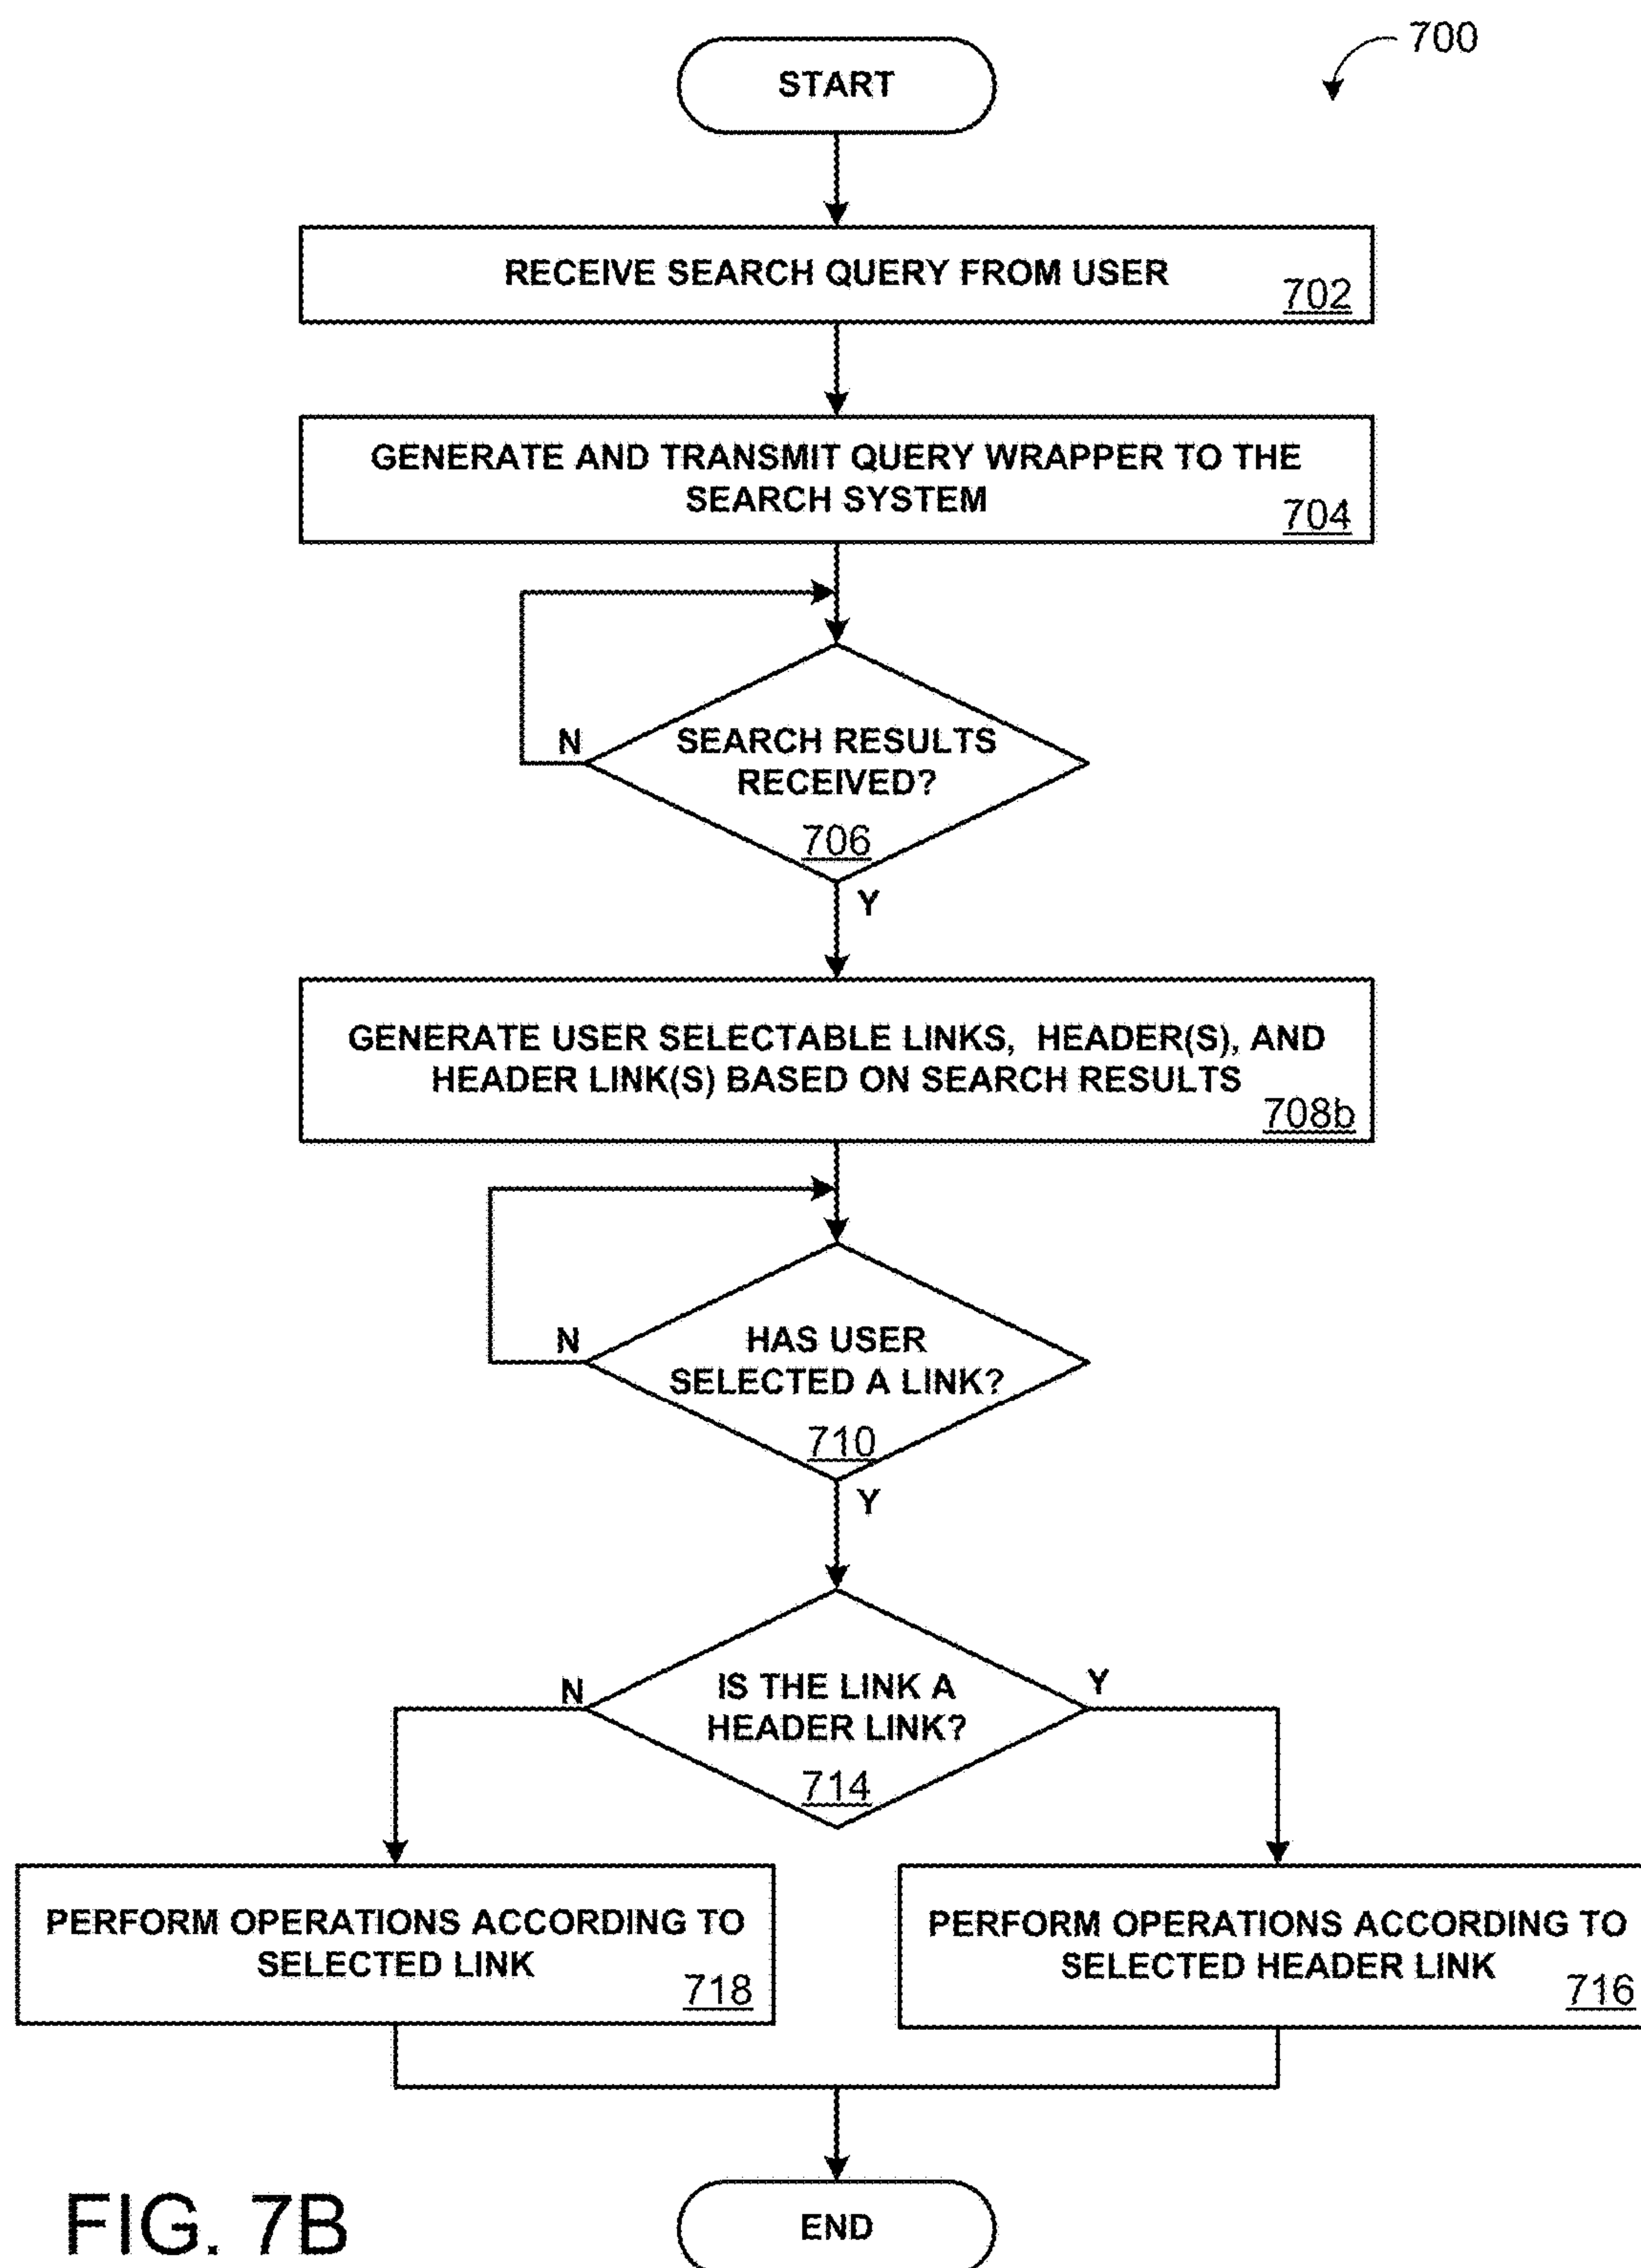 700
START
RECEIVE SEARCH QUERY FROM USER
702
GENERATE AND TRANSMIT QUERY WRAPPER TO THE
SEARCH SYSTEM
704
N
SEARCH RESULTS
RECEIVED?
706
Y
GENERATE USER SELECTABLE LINKS, HEADER(S), AND
HEADER LINK(S) BASED ON SEARCH RESULTS
708b
N
HAS USER
SELECTED A LINK?
710
Y
N
IS THE LINK A
HEADER LINK?
714
Y
PERFORM OPERATIONS ACCORDING TO
SELECTED LINK
718
PERFORM OPERATIONS ACCORDING TO
SELECTED HEADER LINK
716
END
FIG. 7B